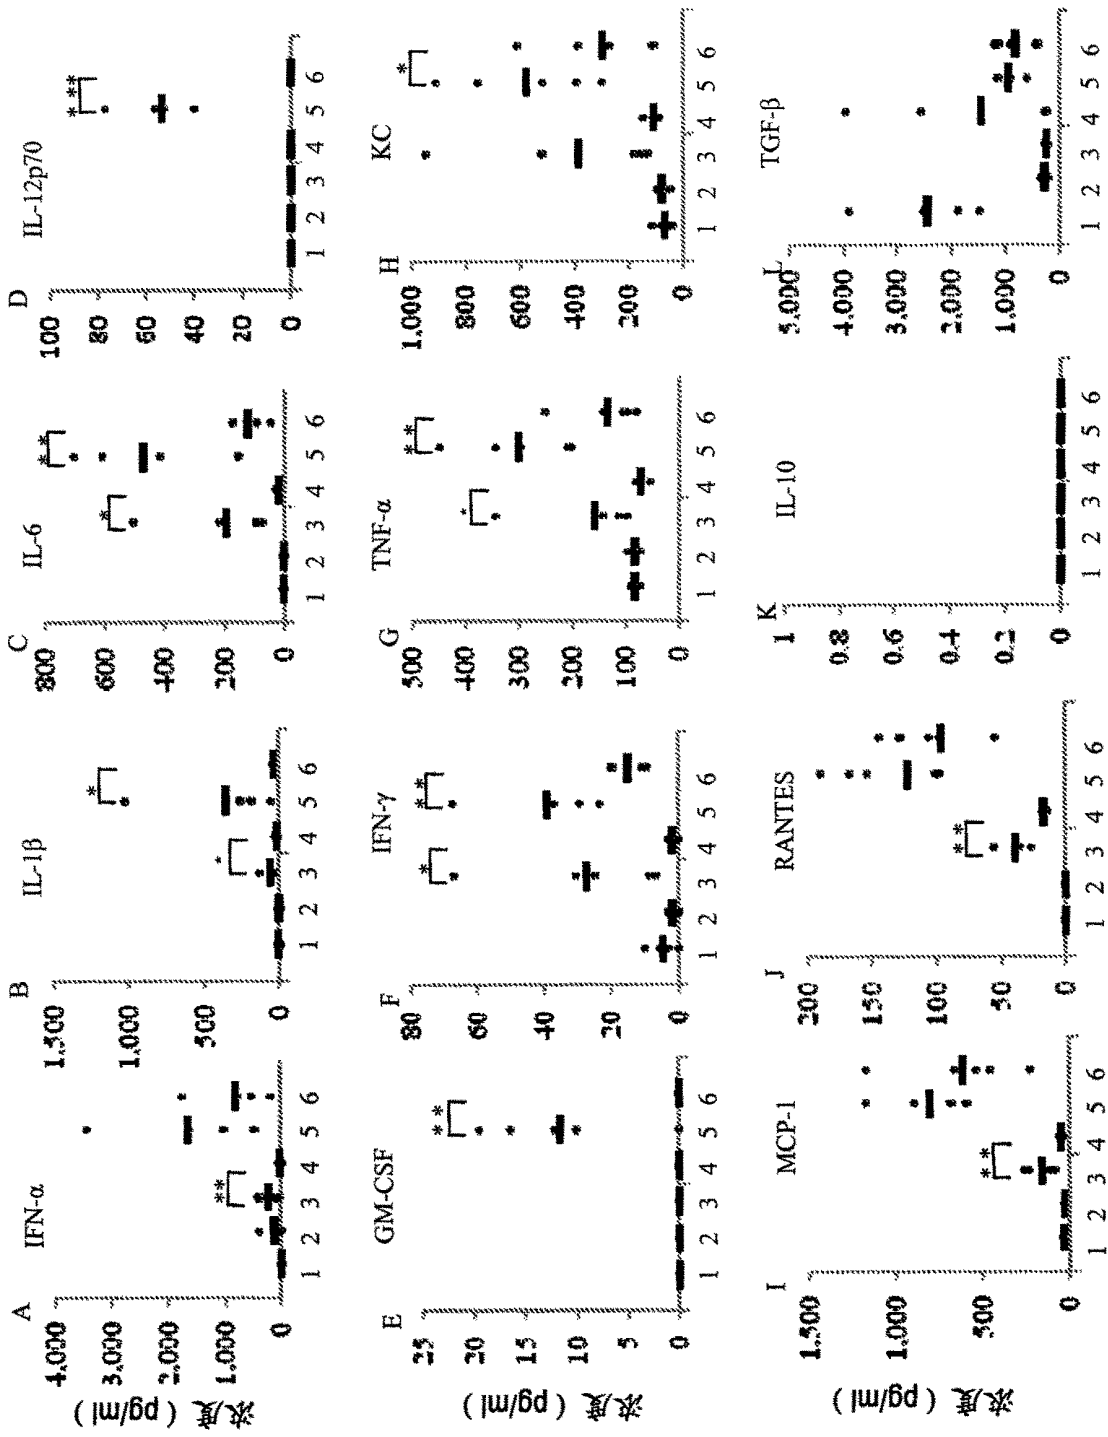 A
IFN-α
浓度 (pg/ml)
4,000
3,000
2,000
1,000
0
1 2 3 4 5 6
**
B
IL-1β
1,500
1,000
500
0
1 2 3 4 5 6
*
*
C
IL-6
800
600
400
200
0
1 2 3 4 5 6
*
**
D
IL-12p70
100
80
60
40
20
0
1 2 3 4 5 6
***
E
GM-CSF
浓度 (pg/ml)
25
20
15
10
5
0
1 2 3 4 5 6
**
F
IFN-γ
80
60
40
20
0
1 2 3 4 5 6
*
**
G
TNF-α
500
400
300
200
100
0
1 2 3 4 5 6
*
**
H
KC
1,000
800
600
400
200
0
1 2 3 4 5 6
*
I
MCP-1
浓度 (pg/ml)
1,500
1,000
500
0
1 2 3 4 5 6
**
J
RANTES
200
150
100
50
0
1 2 3 4 5 6
**
K
IL-10
1
0.8
0.6
0.4
0.2
0
1 2 3 4 5 6
L
TGF-β
5,000
4,000
3,000
2,000
1,000
0
1 2 3 4 5 6